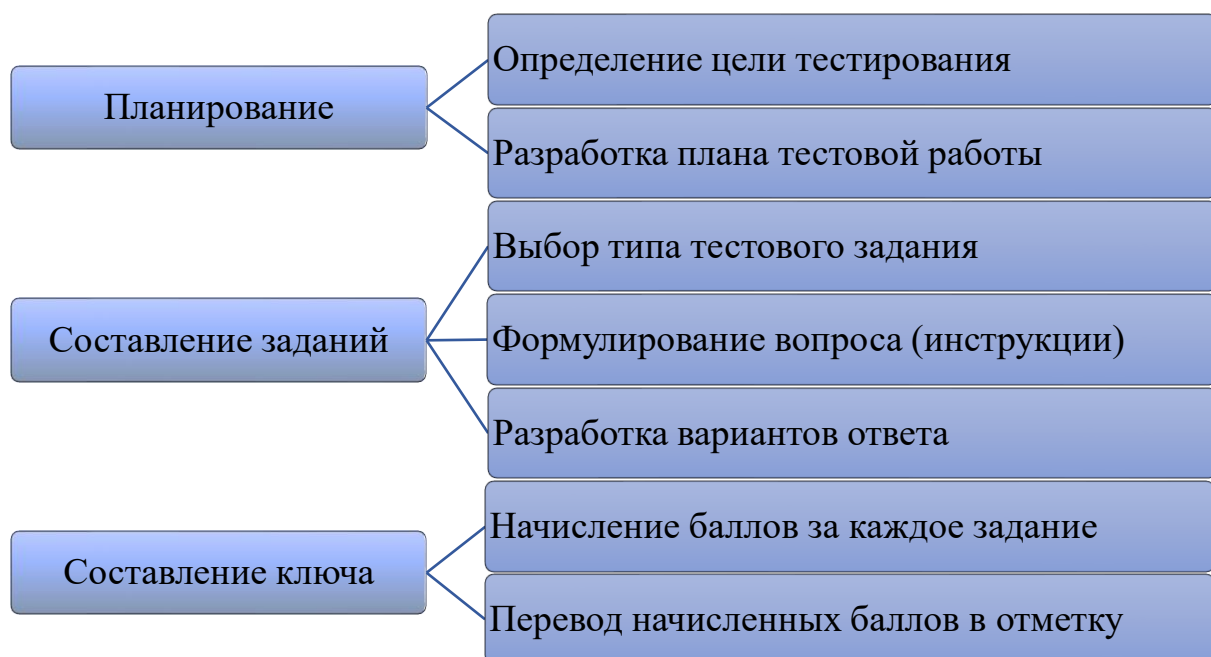 Планирование
Определение цели тестирования
Разработка плана тестовой работы
Составление заданий
Выбор типа тестового задания
Формулирование вопроса (инструкции)
Разработка вариантов ответа
Составление ключа
Начисление баллов за каждое задание
Перевод начисленных баллов в отметку